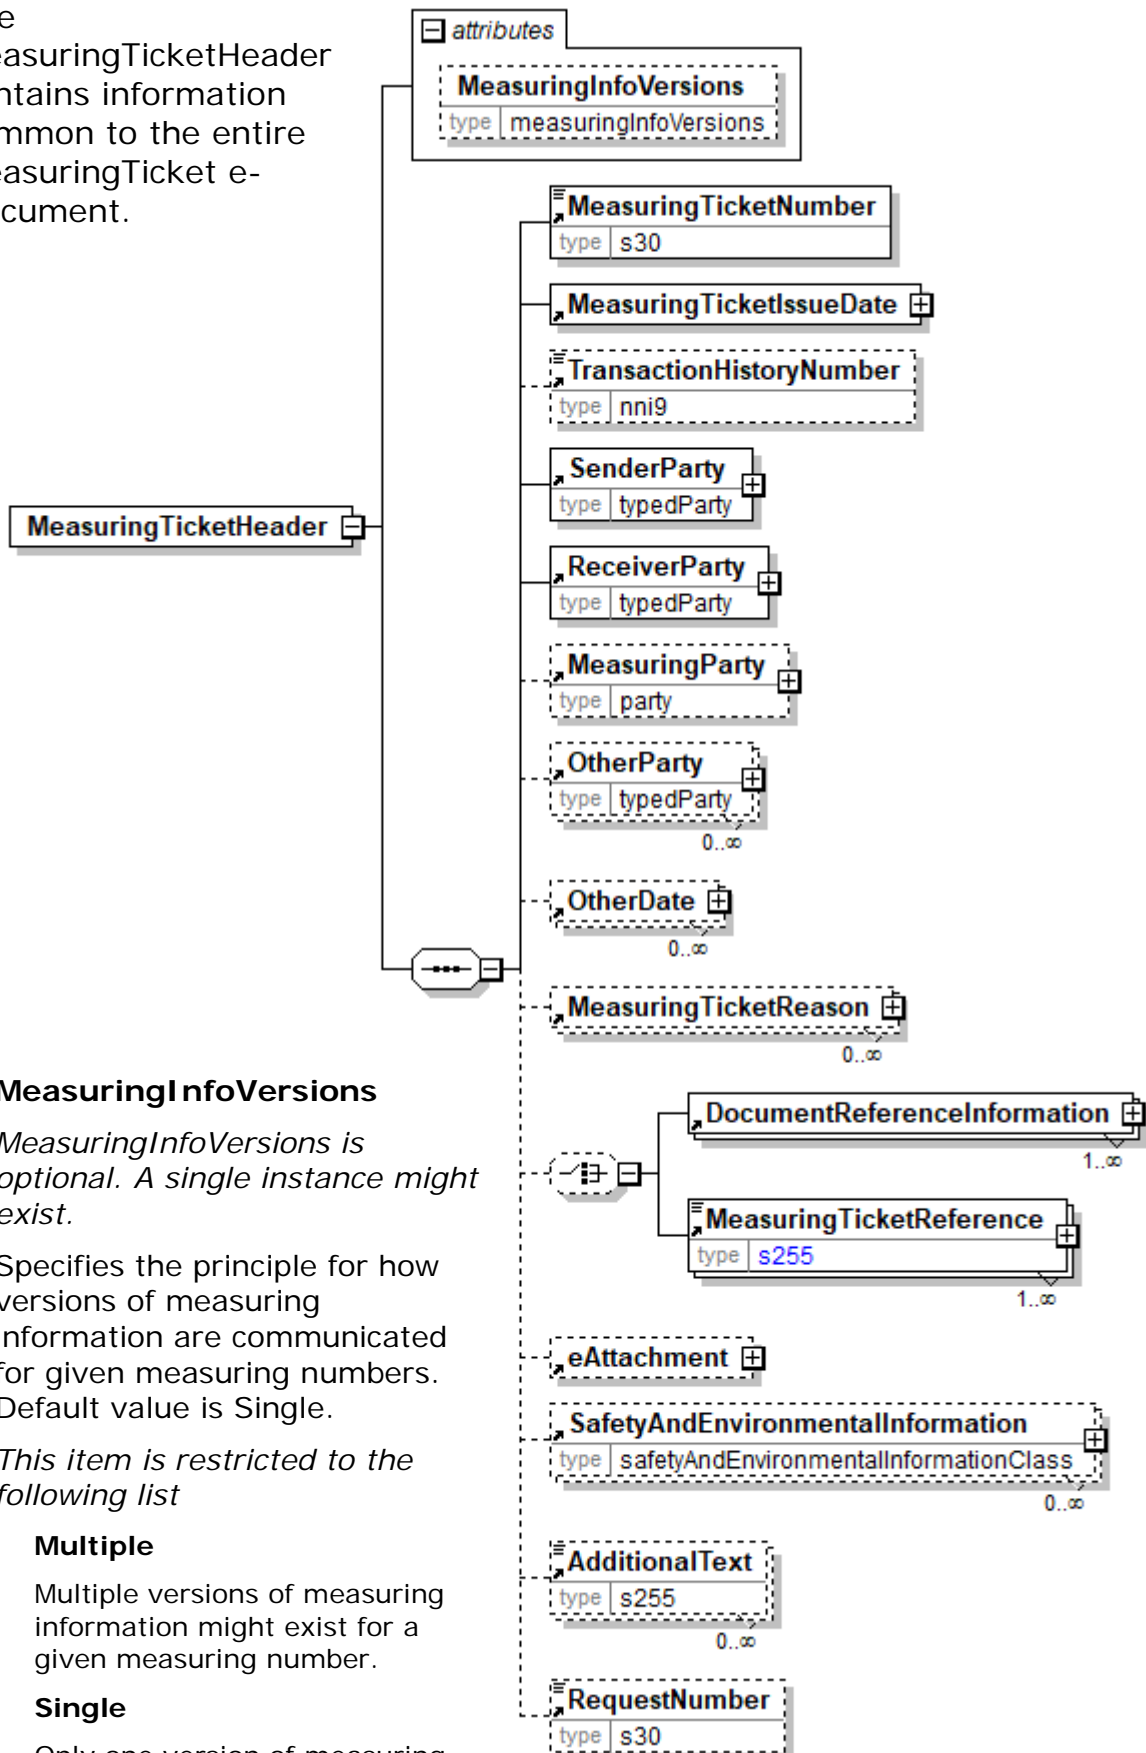 e
easuringTicketHeader
ntains information
mmon to the entire
easuringTicket e-
cument.
attributes
MeasuringInfoVersions
type measuringInfoVersions
MeasuringTicketNumber
type s30
MeasuringTicketIssueDate
TransactionHistoryNumber
type nni9
SenderParty
type typedParty
MeasuringTicketHeader
ReceiverParty
type typedParty
MeasuringParty
type party
OtherParty
type typedParty
0..∞
OtherDate
0..∞
MeasuringTicketReason
0..∞
DocumentReferenceInformation
1..∞
MeasuringTicketReference
type s255
1..∞
eAttachment
SafetyAndEnvironmentalInformation
type safetyAndEnvironmentalInformationClass
0..∞
AdditionalText
type s255
0..∞
RequestNumber
type s30
MeasuringInfoVersions
MeasuringInfoVersions is
optional. A single instance might
exist.
Specifies the principle for how
versions of measuring
information are communicated
for given measuring numbers.
Default value is Single.
This item is restricted to the
following list
Multiple
Multiple versions of measuring
information might exist for a
given measuring number.
Single
Only one version of measuring